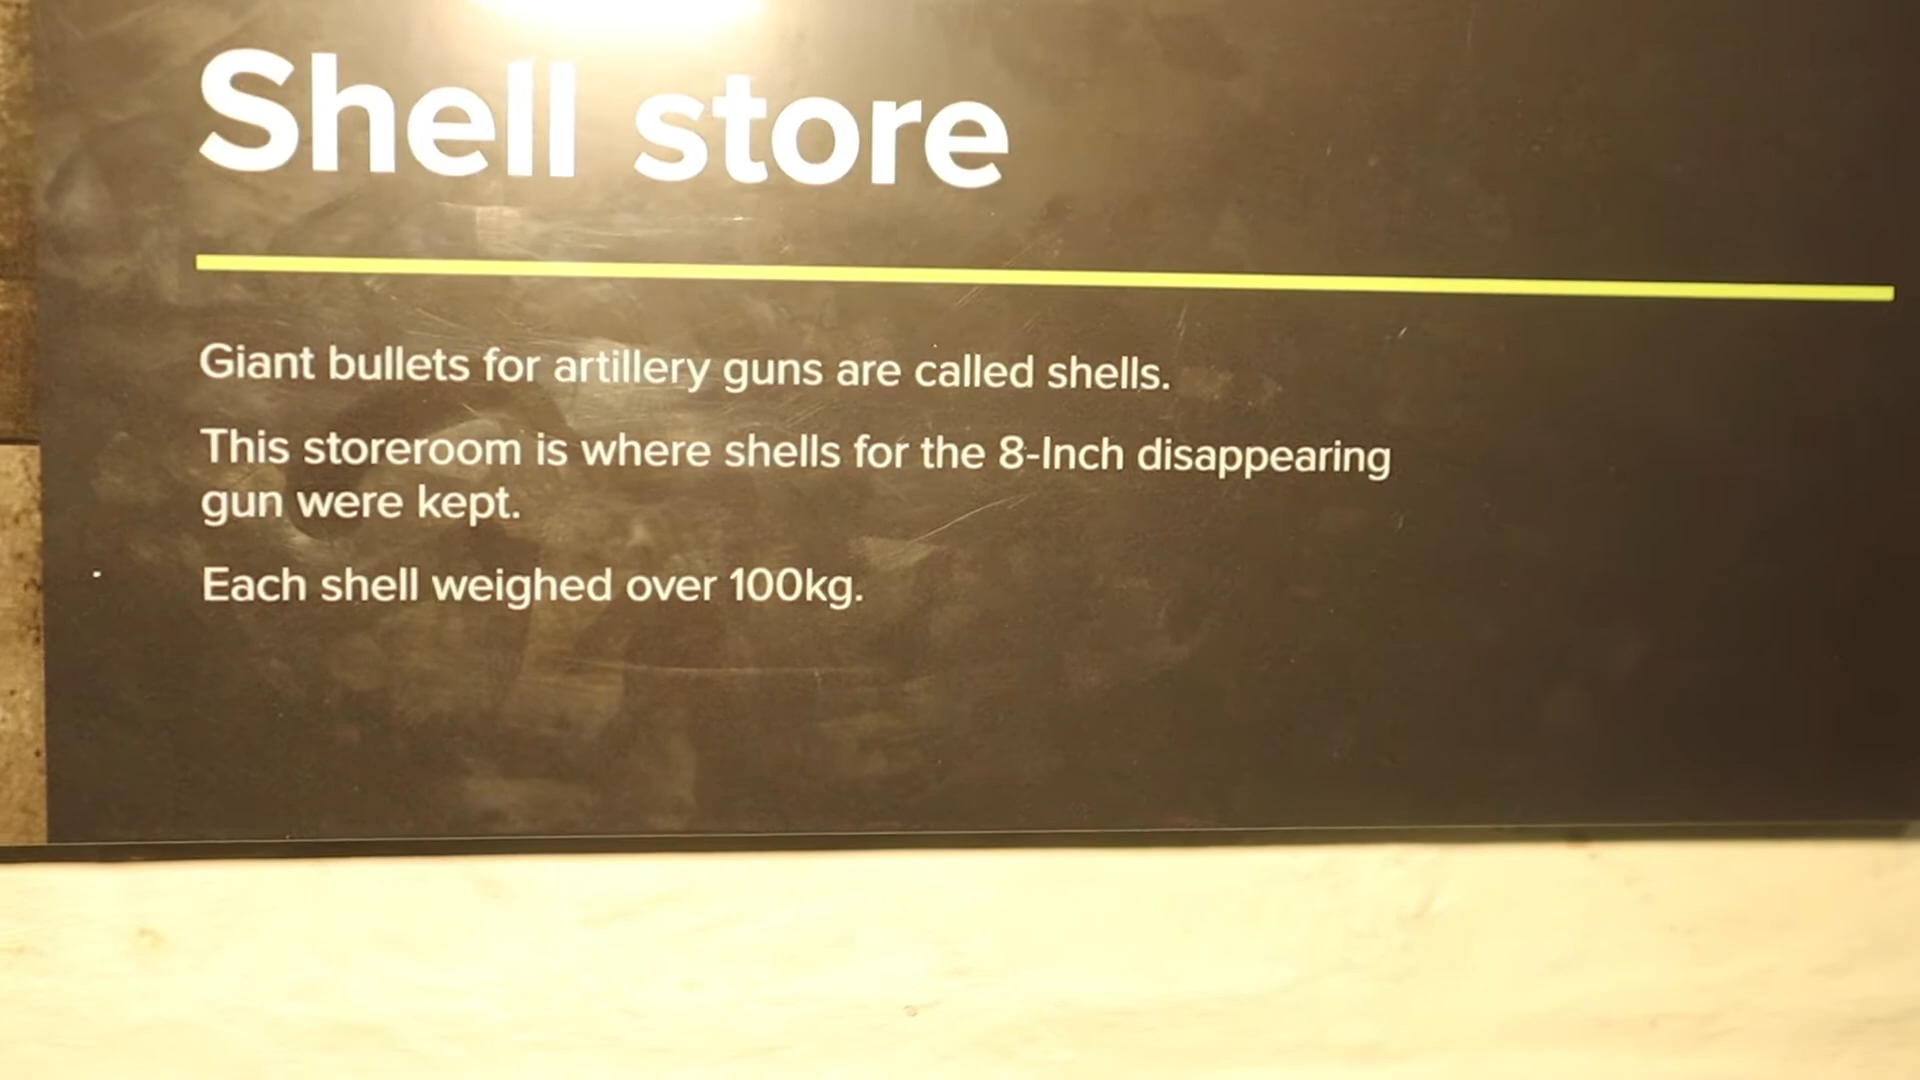 Shell store
Giant bullets for artillery guns are called shells.
This storeroom is where shells for the 8-Inch disappearing
gun were kept.
Each shell weighed over 100kg.